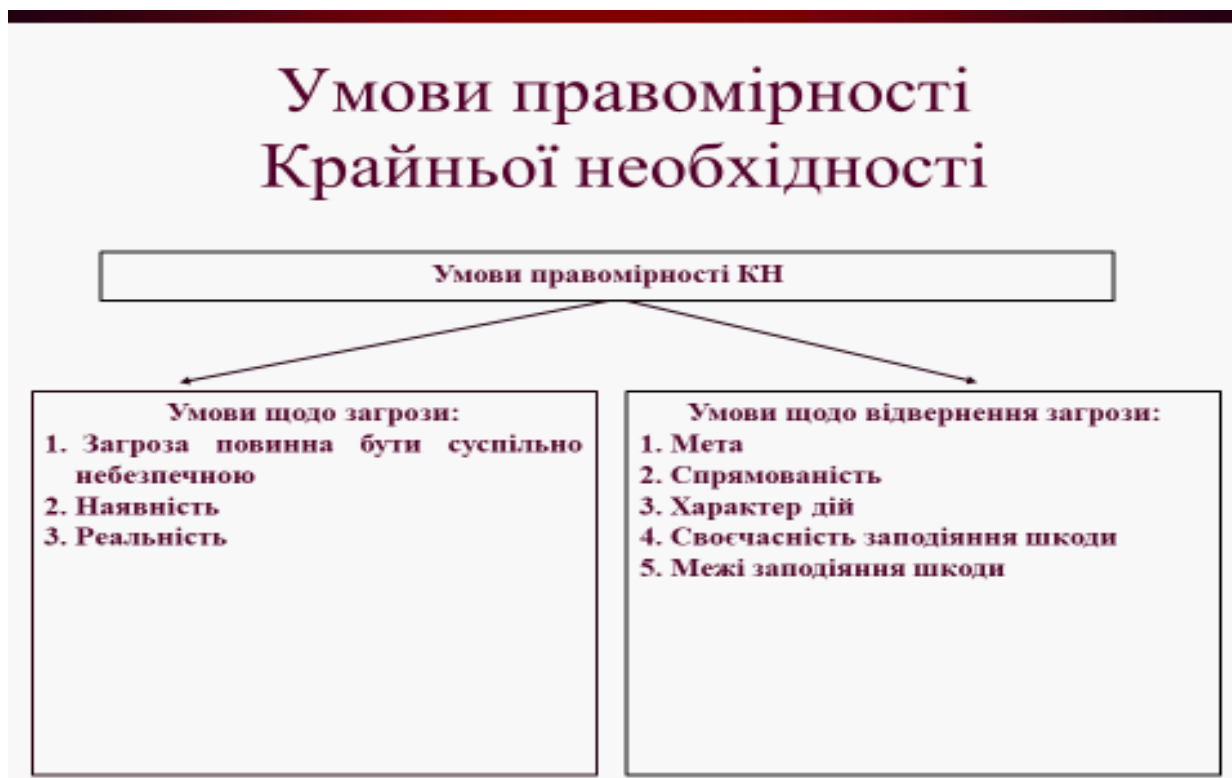 Умови правомірності
Крайньої необхідності
Умови правомірності КН
Умови щодо загрози:
1. Загроза повинна бути суспільно
небезпечною
2. Наявність
3. Реальність
Умови щодо відвернення загрози:
1. Мета
2. Спрямованість
3. Характер дій
4. Своєчасність заподіяння шкоди
5. Межі заподіяння шкоди